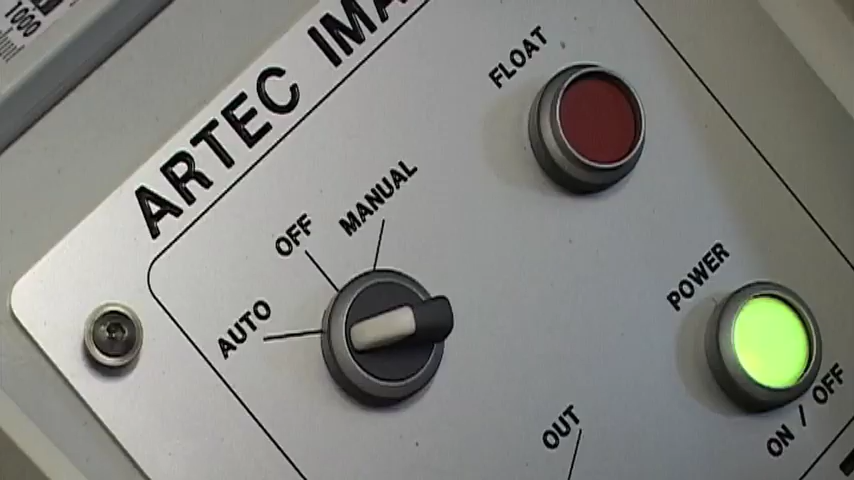 1000
ARTEC IMA
FLOAT
MANUAL
OFF
AUTO
POWER
ON / OFF
OUT